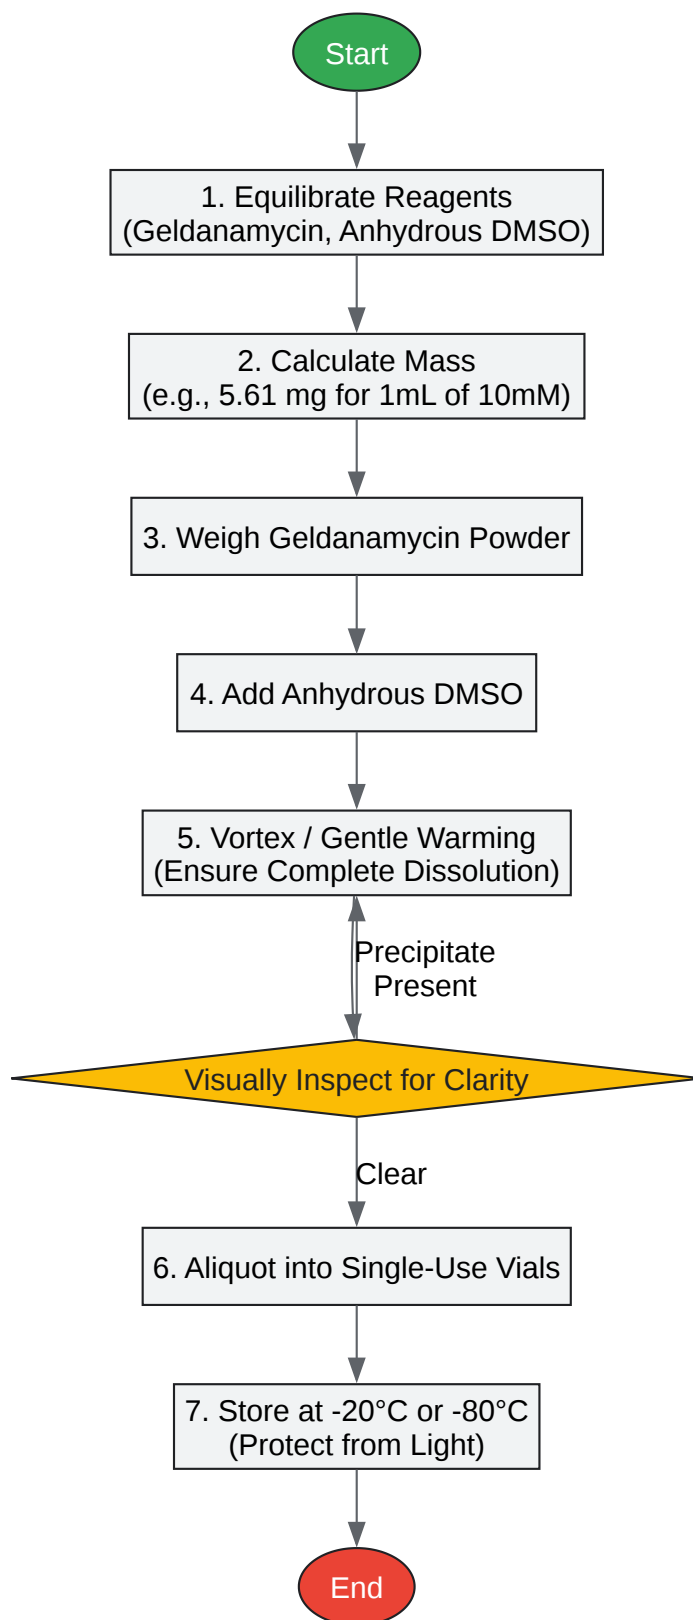 Start
1. Equilibrate Reagents
(Geldanamycin, Anhydrous DMSO)
2. Calculate Mass
(e.g., 5.61 mg for 1mL of 10mM)
3. Weigh Geldanamycin Powder
4. Add Anhydrous DMSO
5. Vortex / Gentle Warming
(Ensure Complete Dissolution)
Precipitate
Present
Visually Inspect for Clarity
Clear
6. Aliquot into Single-Use Vials
7. Store at -20°C or -80°C
(Protect from Light)
End